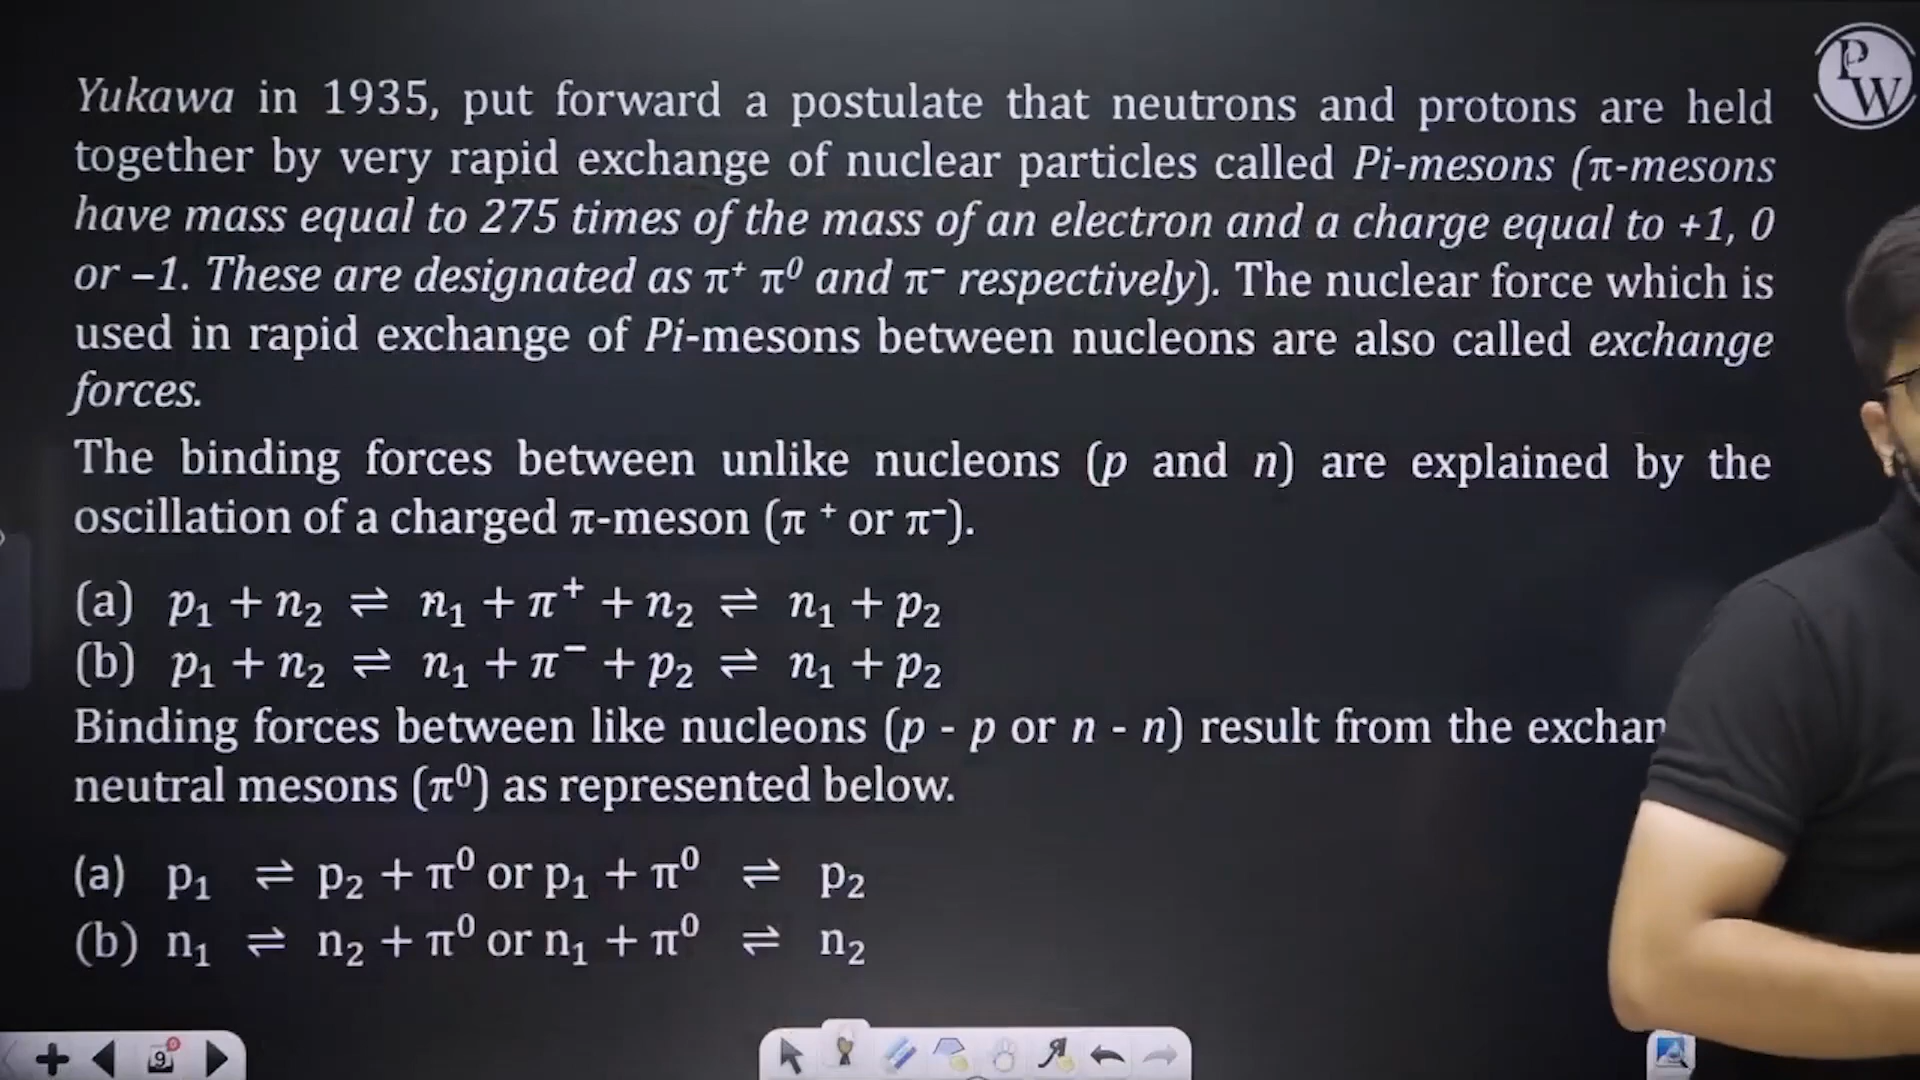 PW
Yukawa in 1935, put forward a postulate that neutrons and protons are held
together by very rapid exchange of nuclear particles called Pi-mesons (π-mesons
have mass equal to 275 times of the mass of an electron and a charge equal to +1, 0
or −1. These are designated as π⁺ π⁰ and π⁻ respectively). The nuclear force which is
used in rapid exchange of Pi-mesons between nucleons are also called exchange
forces.
The binding forces between unlike nucleons (p and n) are explained by the
oscillation of a charged π-meson (π ⁺ or π⁻).
(a) p₁ + n₂ ⇌ n₁ + π⁺ + n₂ ⇌ n₁ + p₂
(b) p₁ + n₂ ⇌ n₁ + π⁻ + p₂ ⇌ n₁ + p₂
Binding forces between like nucleons (p - p or n - n) result from the exchan
neutral mesons (π⁰) as represented below.
(a) p₁ ⇌ p₂ + π⁰ or p₁ + π⁰ ⇌ p₂
(b) n₁ ⇌ n₂ + π⁰ or n₁ + π⁰ ⇌ n₂
9 0